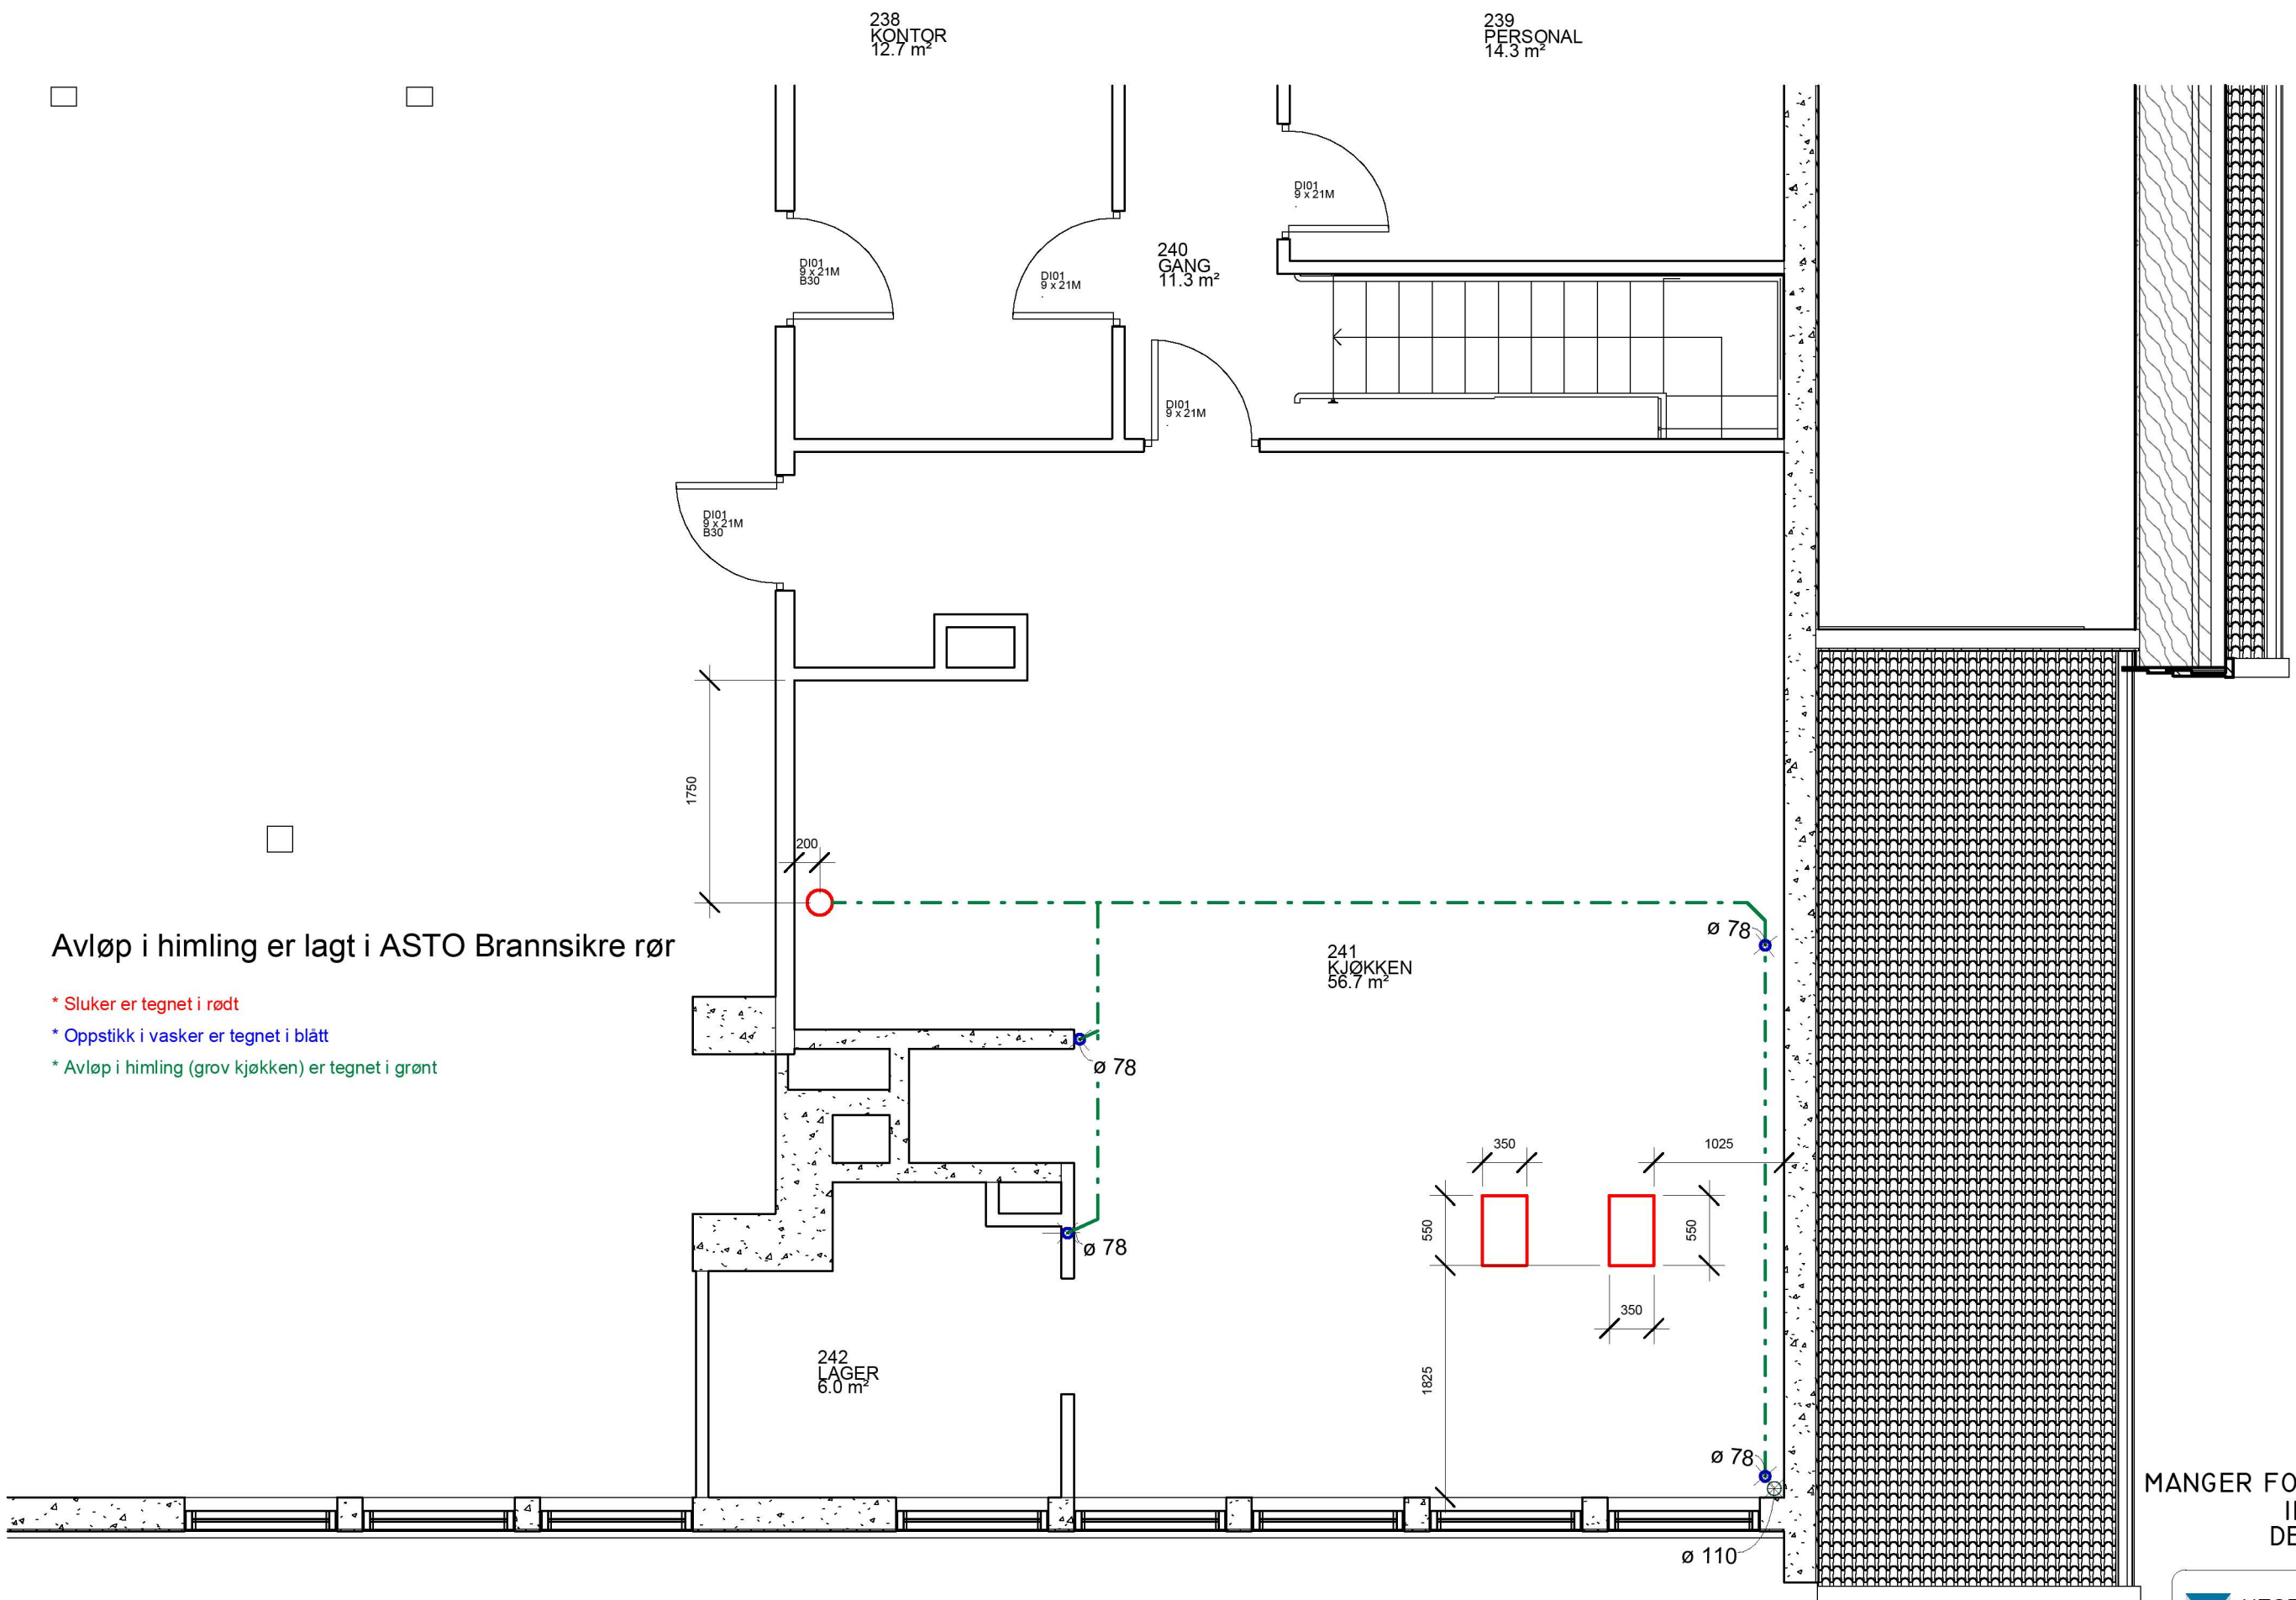 238
KONTOR
12.7 m²
239
PERSONAL
14.3 m²
DI01
9 x 21M
.
240
GANG
11.3 m²
DI01
9 x 21M
B30
DI01
9 x 21M
.
DI01
9 x 21M
.
DI01
9 x 21M
B30
1750
200
Avløp i himling er lagt i ASTO Brannsikre rør
* Sluker er tegnet i rødt
* Oppstikk i vasker er tegnet i blått
* Avløp i himling (grov kjøkken) er tegnet i grønt
ø 78
241
KJØKKEN
56.7 m²
ø 78
350
1025
550
550
ø 78
350
242
LAGER
6.0 m²
1825
ø 78
ø 110
MANGER FO